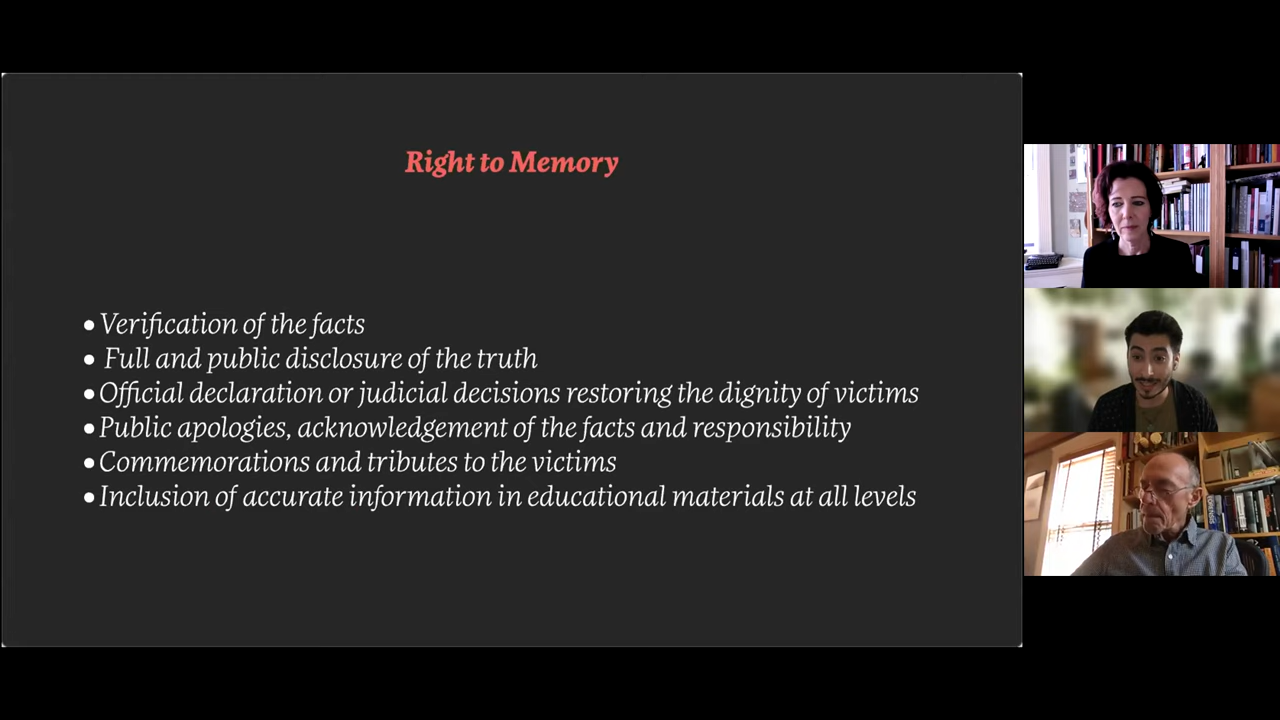 Right to Memory
• Verification of the facts
• Full and public disclosure of the truth
• Official declaration or judicial decisions restoring the dignity of victims
• Public apologies, acknowledgement of the facts and responsibility
• Commemorations and tributes to the victims
• Inclusion of accurate information in educational materials at all levels